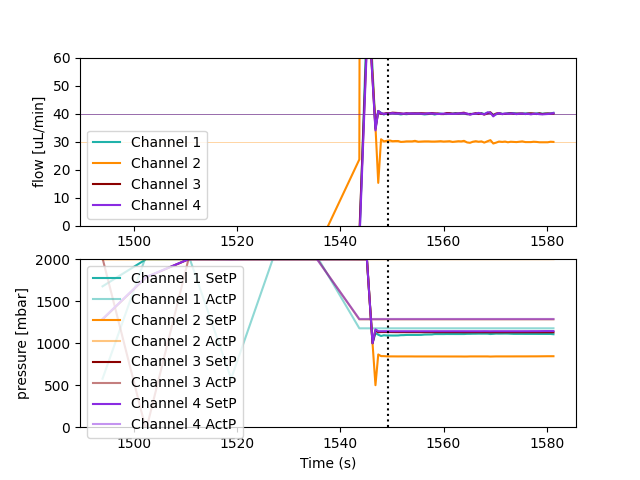 60
50
40
30
20
10
0
flow [uL/min]
Channel 1
Channel 2
Channel 3
Channel 4
1500
1520
1540
1560
1580
2000
1500
1000
500
0
pressure [mbar]
Channel 1 SetP
Channel 1 ActP
Channel 2 SetP
Channel 2 ActP
Channel 3 SetP
Channel 3 ActP
Channel 4 SetP
Channel 4 ActP
1500
1520
1540
1560
1580
Time (s)